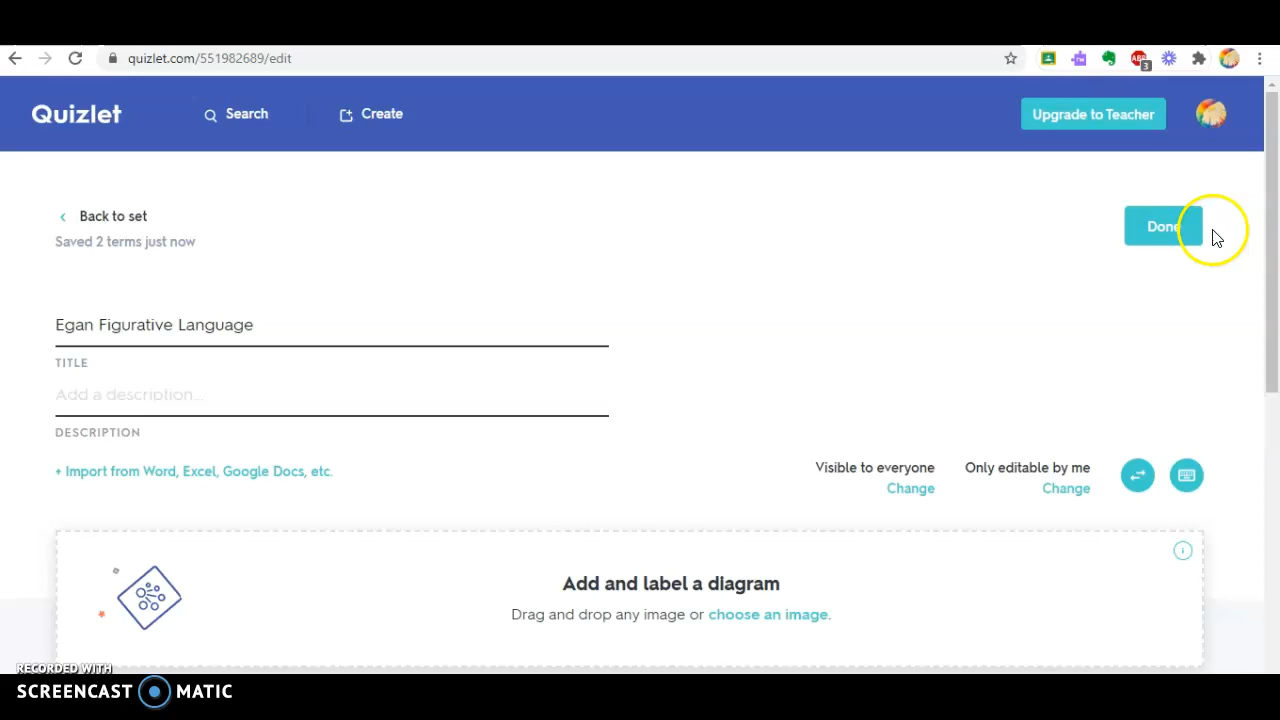 quizlet.com/551982689/edit
ABP
3
Quizlet
Search
Create
Upgrade to Teacher
Back to set
Done
Saved 2 terms just now
Egan Figurative Language
TITLE
Add a description...
DESCRIPTION
+ Import from Word, Excel, Google Docs, etc.
Visible to everyone
Only editable by me
Change
Change
Add and label a diagram
Drag and drop any image or choose an image.
RECORDED WITH
SCREENCAST MATIC